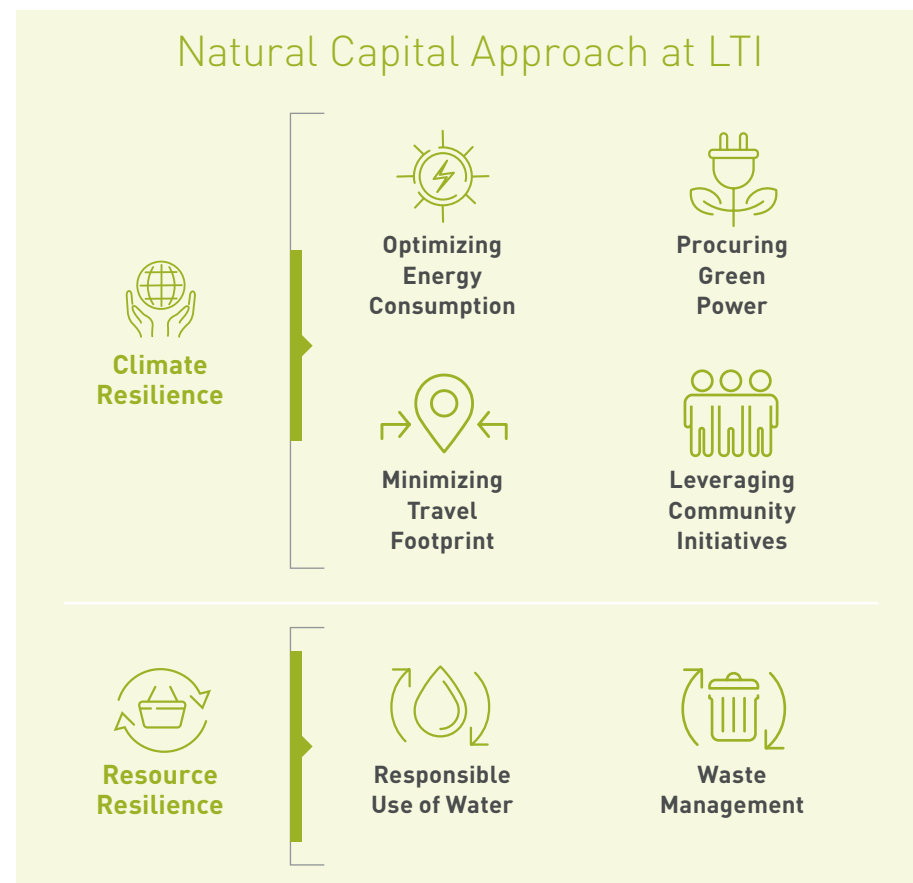 Natural Capital Approach at LTI
Climate
Resilience
Optimizing
Energy
Consumption
Procuring
Green
Power
Minimizing
Travel
Footprint
Leveraging
Community
Initiatives
Resource
Resilience
Responsible
Use of Water
Waste
Management